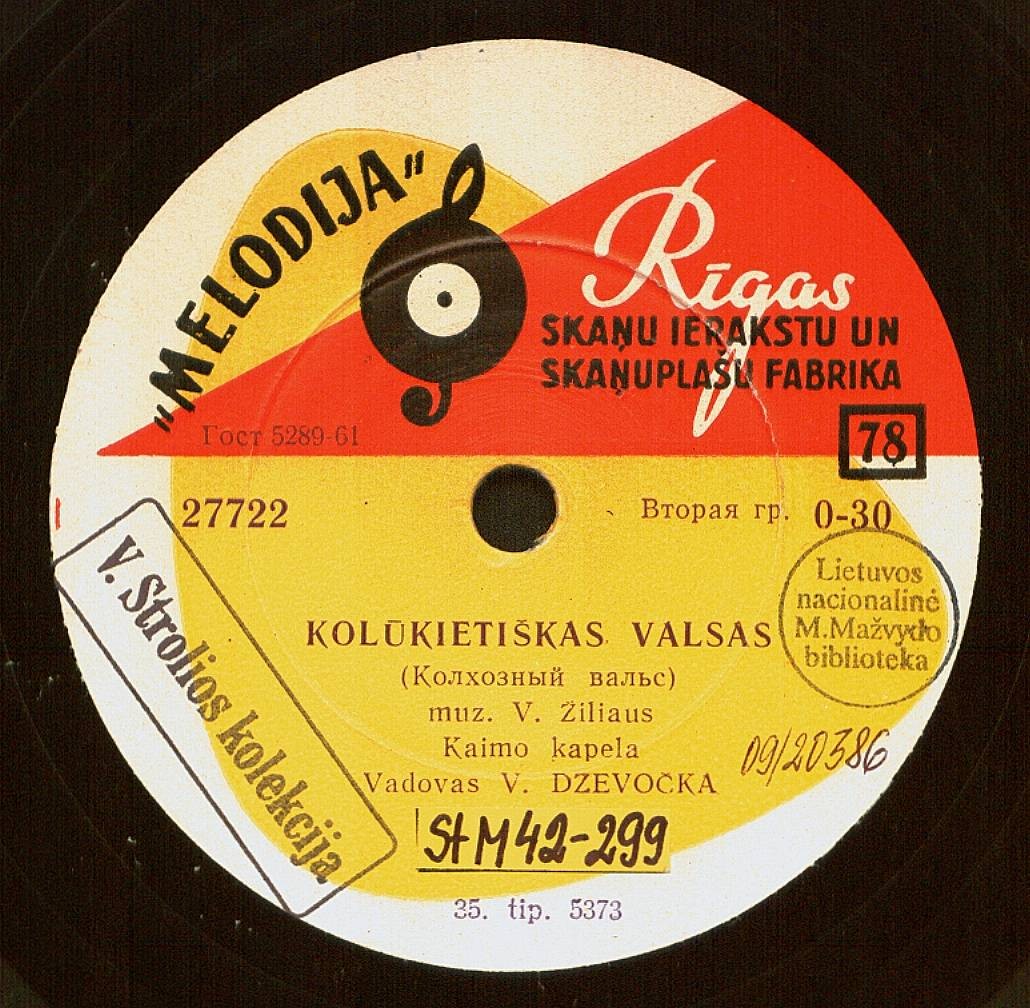 „MELODIJA“
Rīgas
SKAŅU IERAKSTU UN
SKAŅUPLAŠU FABRIKA
78
Гост 5289-61
27722
Вторая гр. 0-30
V. Strolios kolekcija
Lietuvos
nacionalinė
M.Mažvydo
biblioteka
KOLŪKIETIŠKAS VALSAS
(Колхозный вальс)
muz. V. Žiliaus
Kaimo kapela
Vadovas V. DZEVOČKA
09/20386
StM42-299
35. tip. 5373